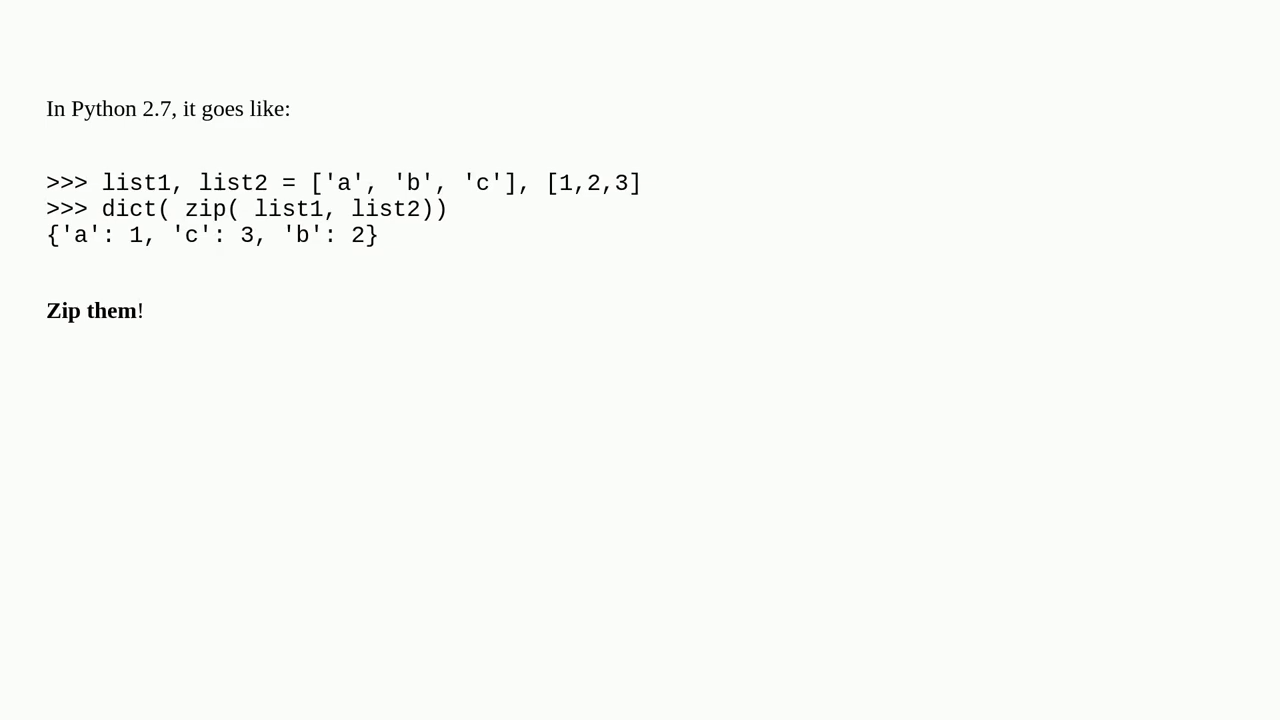 In Python 2.7, it goes like:
>>> list1, list2 = ['a', 'b', 'c'], [1,2,3]
>>> dict( zip( list1, list2))
{'a': 1, 'c': 3, 'b': 2}
Zip them!